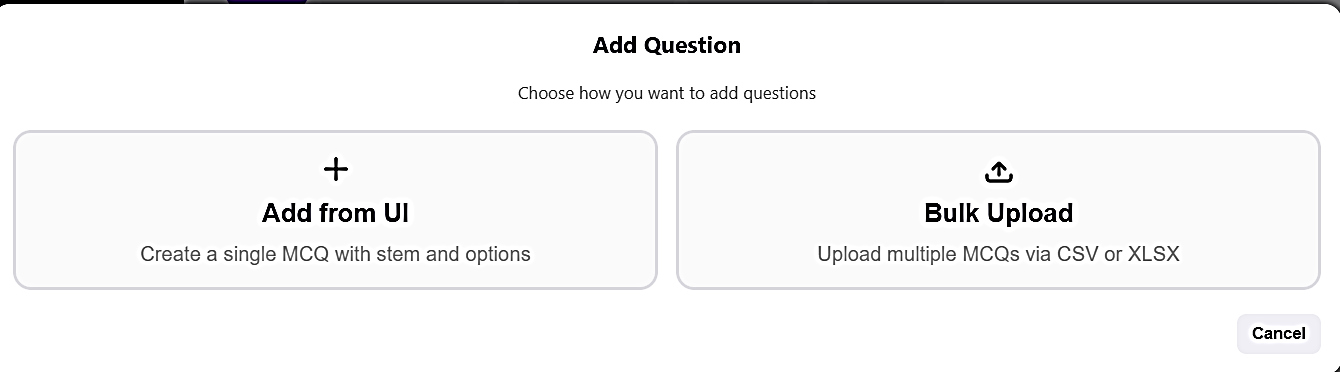 Add Question
Choose how you want to add questions
Add from UI
Create a single MCQ with stem and options
Bulk Upload
Upload multiple MCQs via CSV or XLSX
Cancel